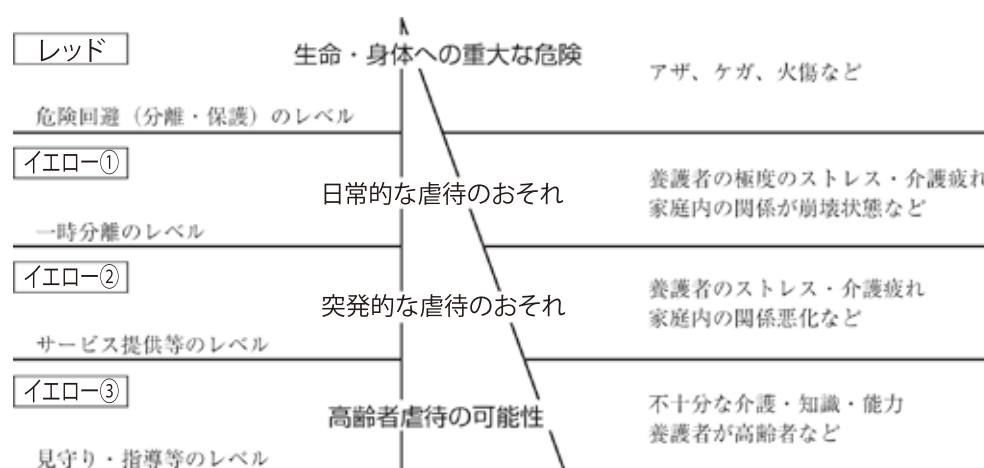 レッド
生命・身体への重大な危険
アザ、ケガ、火傷など
危険回避（分離・保護）のレベル
イエロー①
日常的な虐待のおそれ
養護者の極度のストレス・介護疲れ
家庭内の関係が崩壊状態など
一時分離のレベル
イエロー②
突発的な虐待のおそれ
養護者のストレス・介護疲れ
家庭内の関係悪化など
サービス提供等のレベル
イエロー③
高齢者虐待の可能性
不十分な介護・知識・能力
養護者が高齢者など
見守り・指導等のレベル